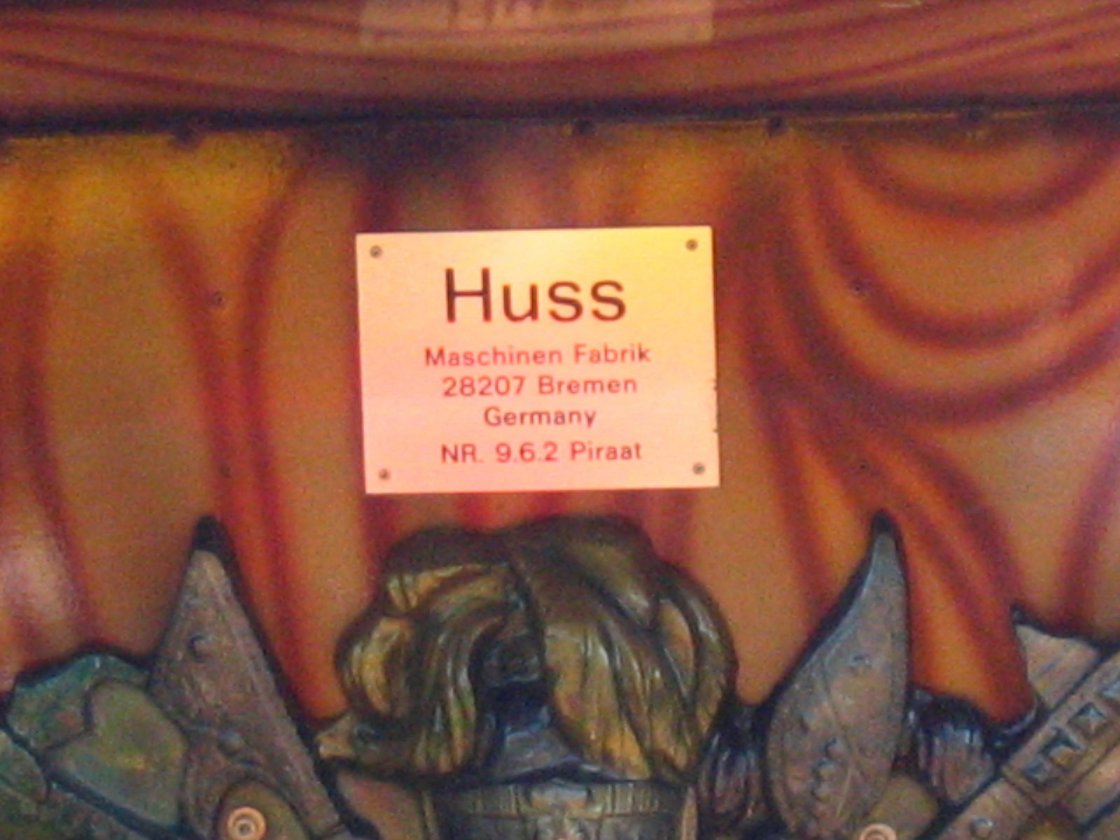 Huss
Maschinen Fabrik
28207 Bremen
Germany
NR. 9.6.2 Piraat